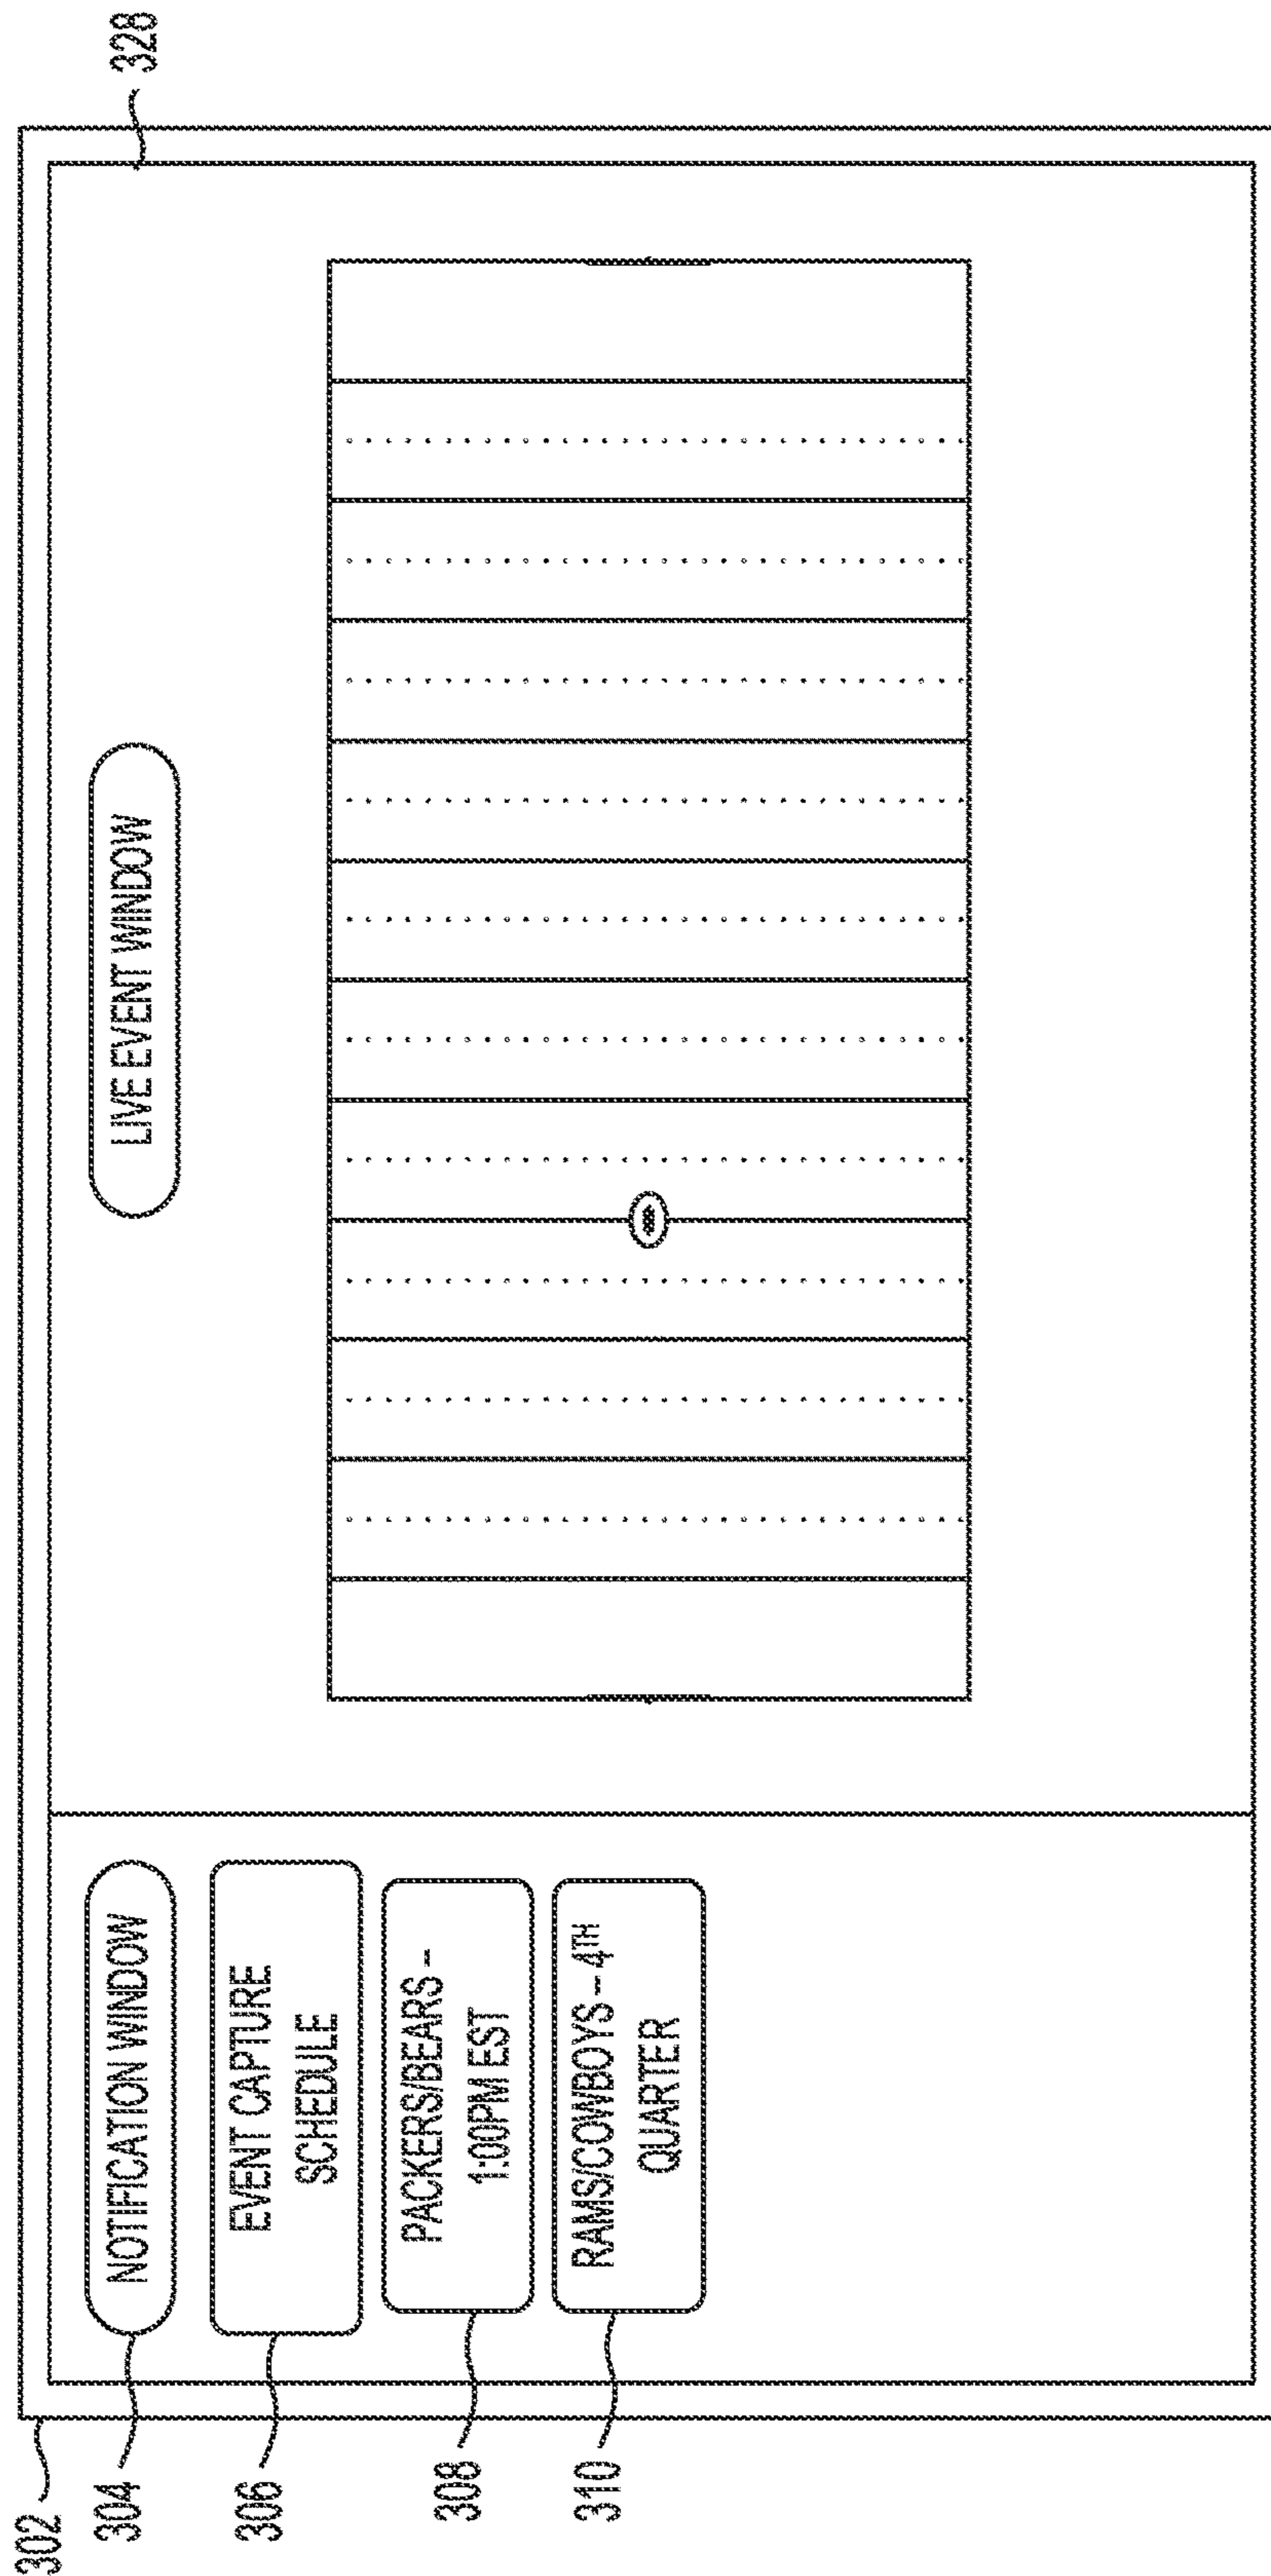 302
304
NOTIFICATION WINDOW
LIVE EVENT WINDOW
328
306
EVENT CAPTURE
SCHEDULE
308
PACKERS/BEARS –
1:00PM EST
310
RAMS/COWBOYS – 4TH
QUARTER